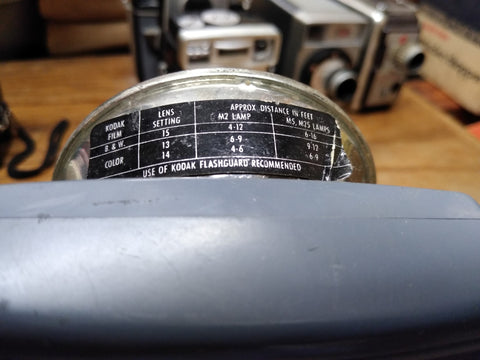 APPROX DISTANCE IN FEET
KODAK FILM LENS SETTING M2 LAMP M5, M25 LAMPS
B. & W. 15 4-12 6-16
13 6-9 9-12
COLOR 14 4-6 6-9
USE OF KODAK FLASHGUARD RECOMMENDED